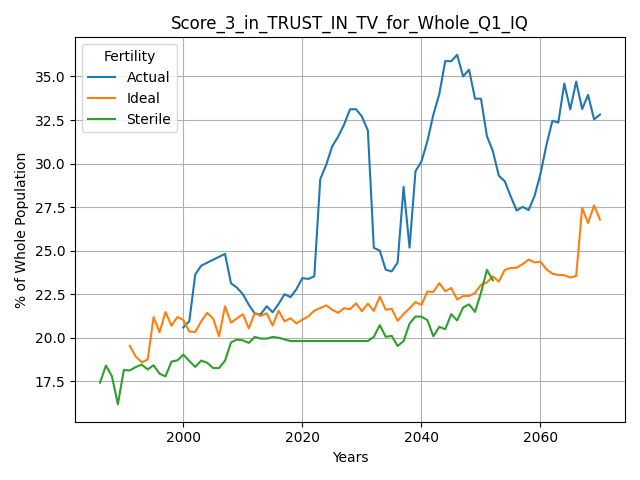 Score_3_in_TRUST_IN_TV_for_Whole_Q1_IQ
Fertility
Actual
Ideal
Sterile
% of Whole Population
35.0
32.5
30.0
27.5
25.0
22.5
20.0
17.5
2000 2020 2040 2060
Years